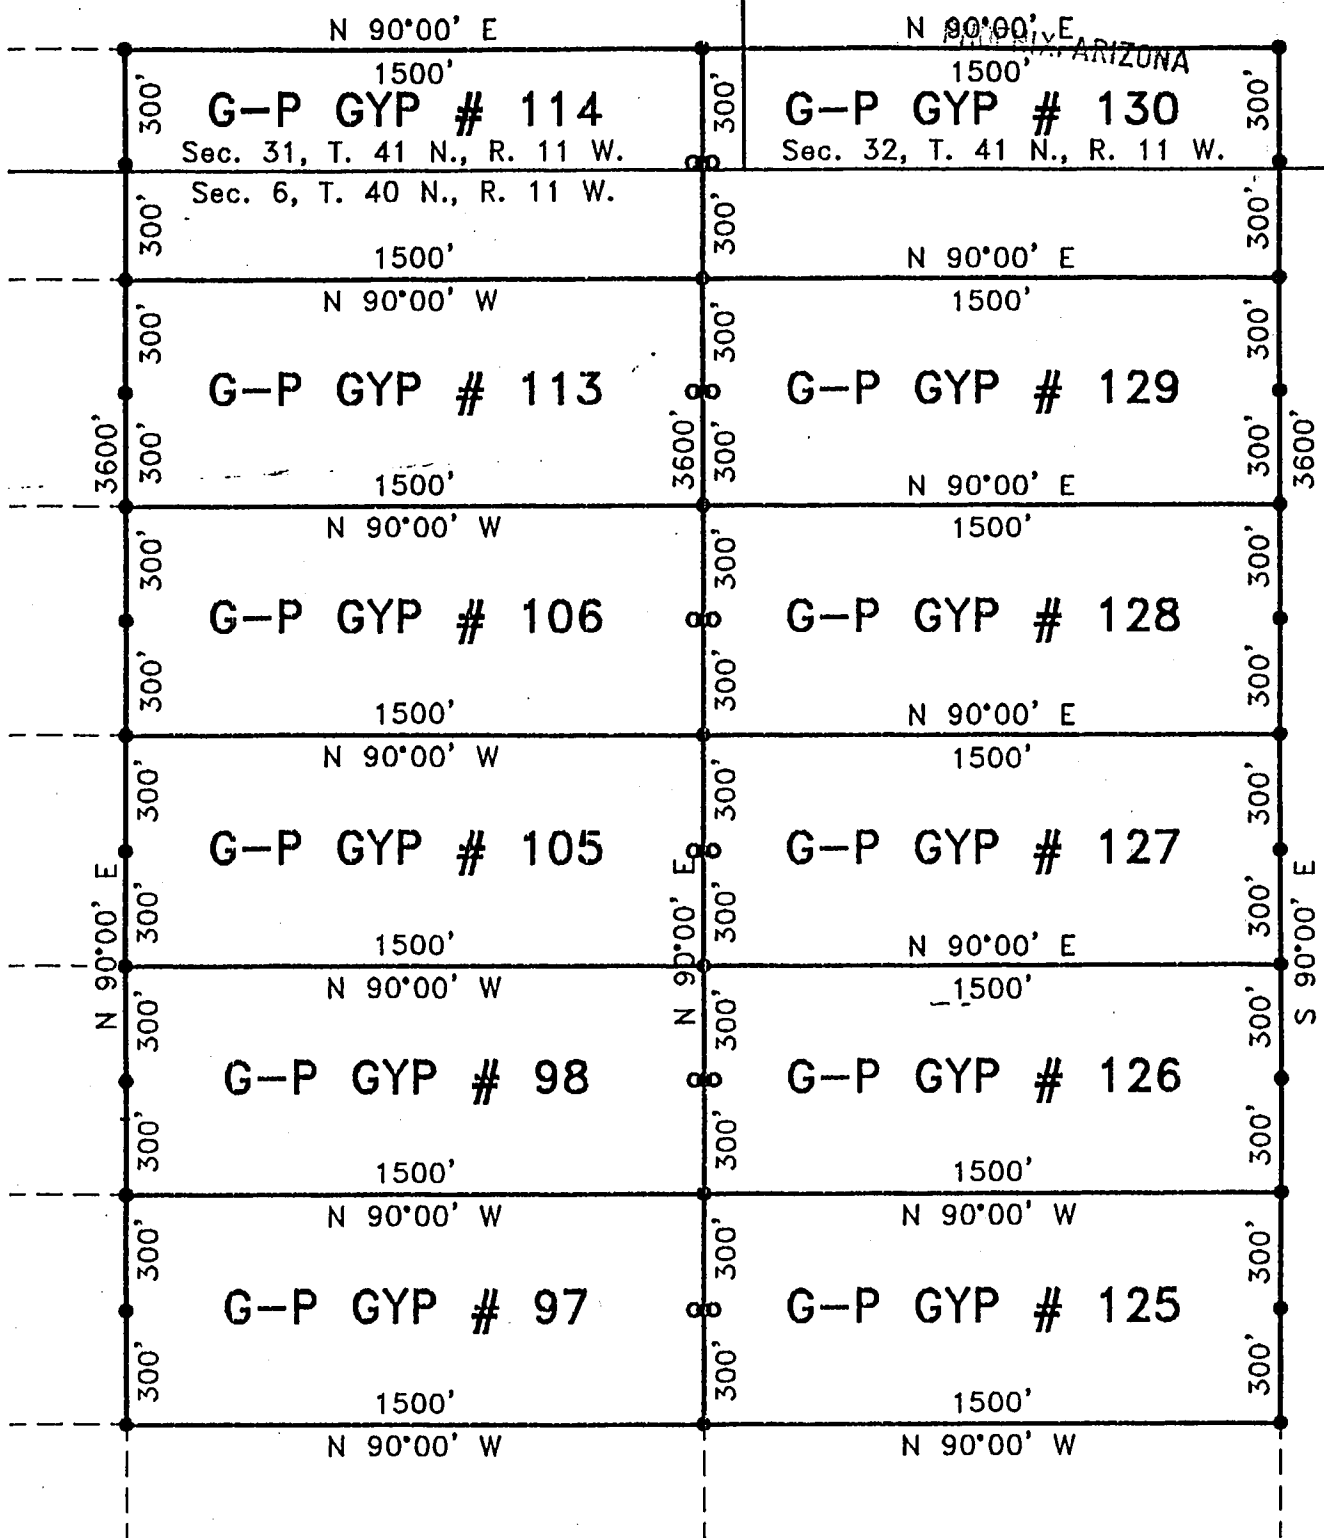 N 90°00' E
N 90°00' E
ARIZONA
1500'
1500'
300'
300'
300'
G-P GYP # 114
G-P GYP # 130
Sec. 31, T. 41 N., R. 11 W.
Sec. 32, T. 41 N., R. 11 W.
Sec. 6, T. 40 N., R. 11 W.
300'
300'
300'
1500'
N 90°00' E
N 90°00' W
1500'
300'
300'
300'
G-P GYP # 113
G-P GYP # 129
3600'
300'
3600'
300'
300'
3600'
1500'
N 90°00' E
N 90°00' W
1500'
300'
300'
300'
G-P GYP # 106
G-P GYP # 128
300'
300'
300'
1500'
N 90°00' E
N 90°00' W
1500'
300'
300'
300'
G-P GYP # 105
G-P GYP # 127
N 90°00' E
300'
N 90°00' E
300'
300'
S 90°00' E
1500'
N 90°00' E
N 90°00' W
1500'
300'
300'
300'
G-P GYP # 98
G-P GYP # 126
300'
300'
300'
1500'
1500'
N 90°00' W
N 90°00' W
300'
300'
300'
G-P GYP # 97
G-P GYP # 125
300'
300'
300'
1500'
1500'
N 90°00' W
N 90°00' W